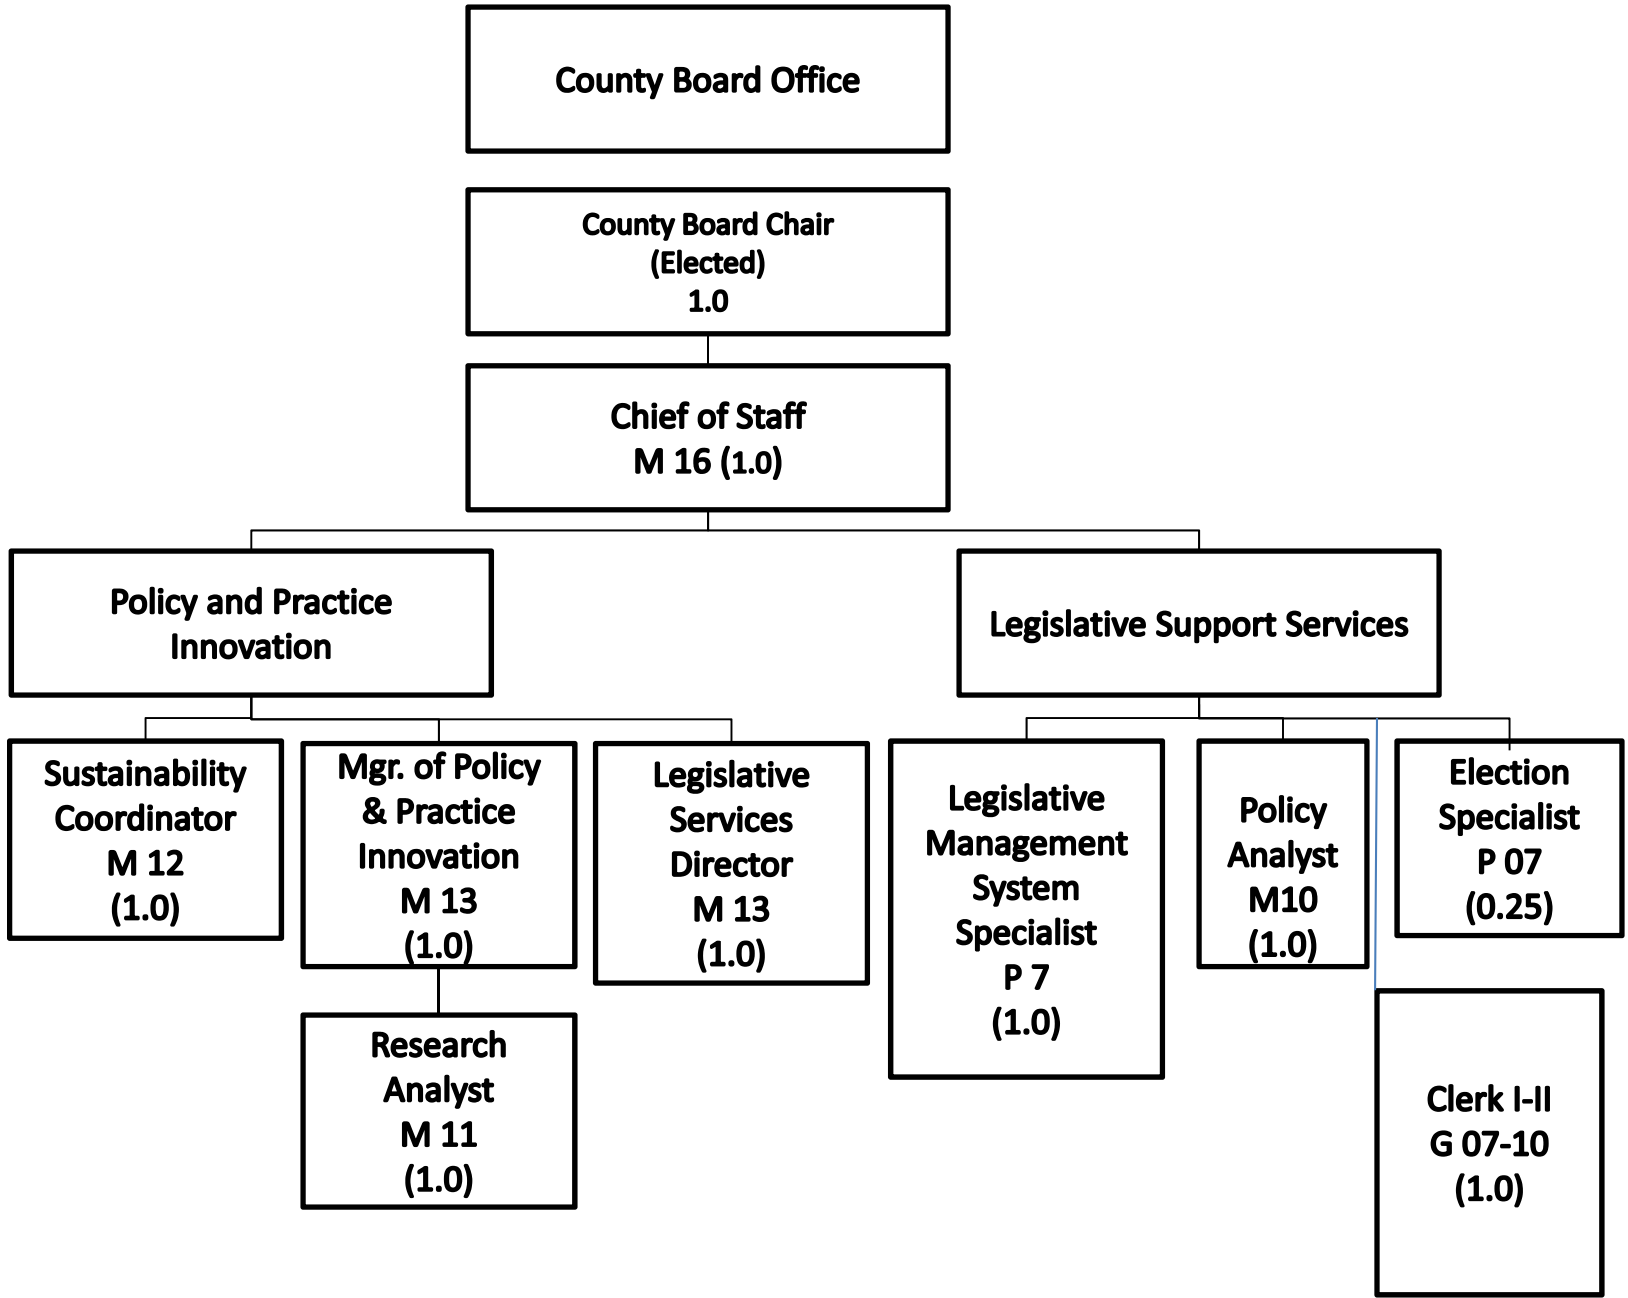 County Board Office
County Board Chair
(Elected)
1.0
Chief of Staff
M 16 (1.0)
Policy and Practice
Innovation
Legislative Support Services
Sustainability
Coordinator
M 12
(1.0)
Mgr. of Policy
& Practice
Innovation
M 13
(1.0)
Legislative
Services
Director
M 13
(1.0)
Legislative
Management
System
Specialist
P 7
(1.0)
Policy
Analyst
M10
(1.0)
Election
Specialist
P 07
(0.25)
Research
Analyst
M 11
(1.0)
Clerk I-II
G 07-10
(1.0)